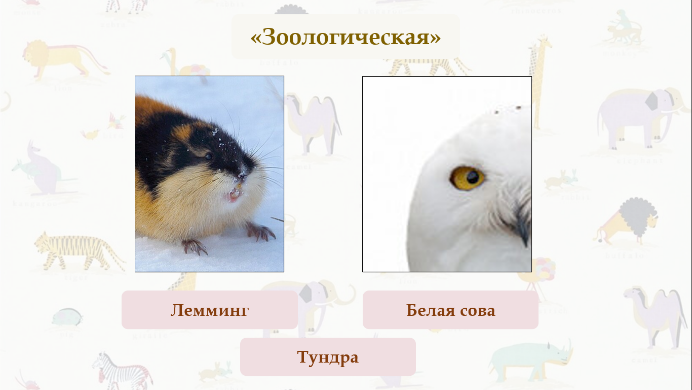 «Зоологическая»
Лемминг
Белая сова
Тундра